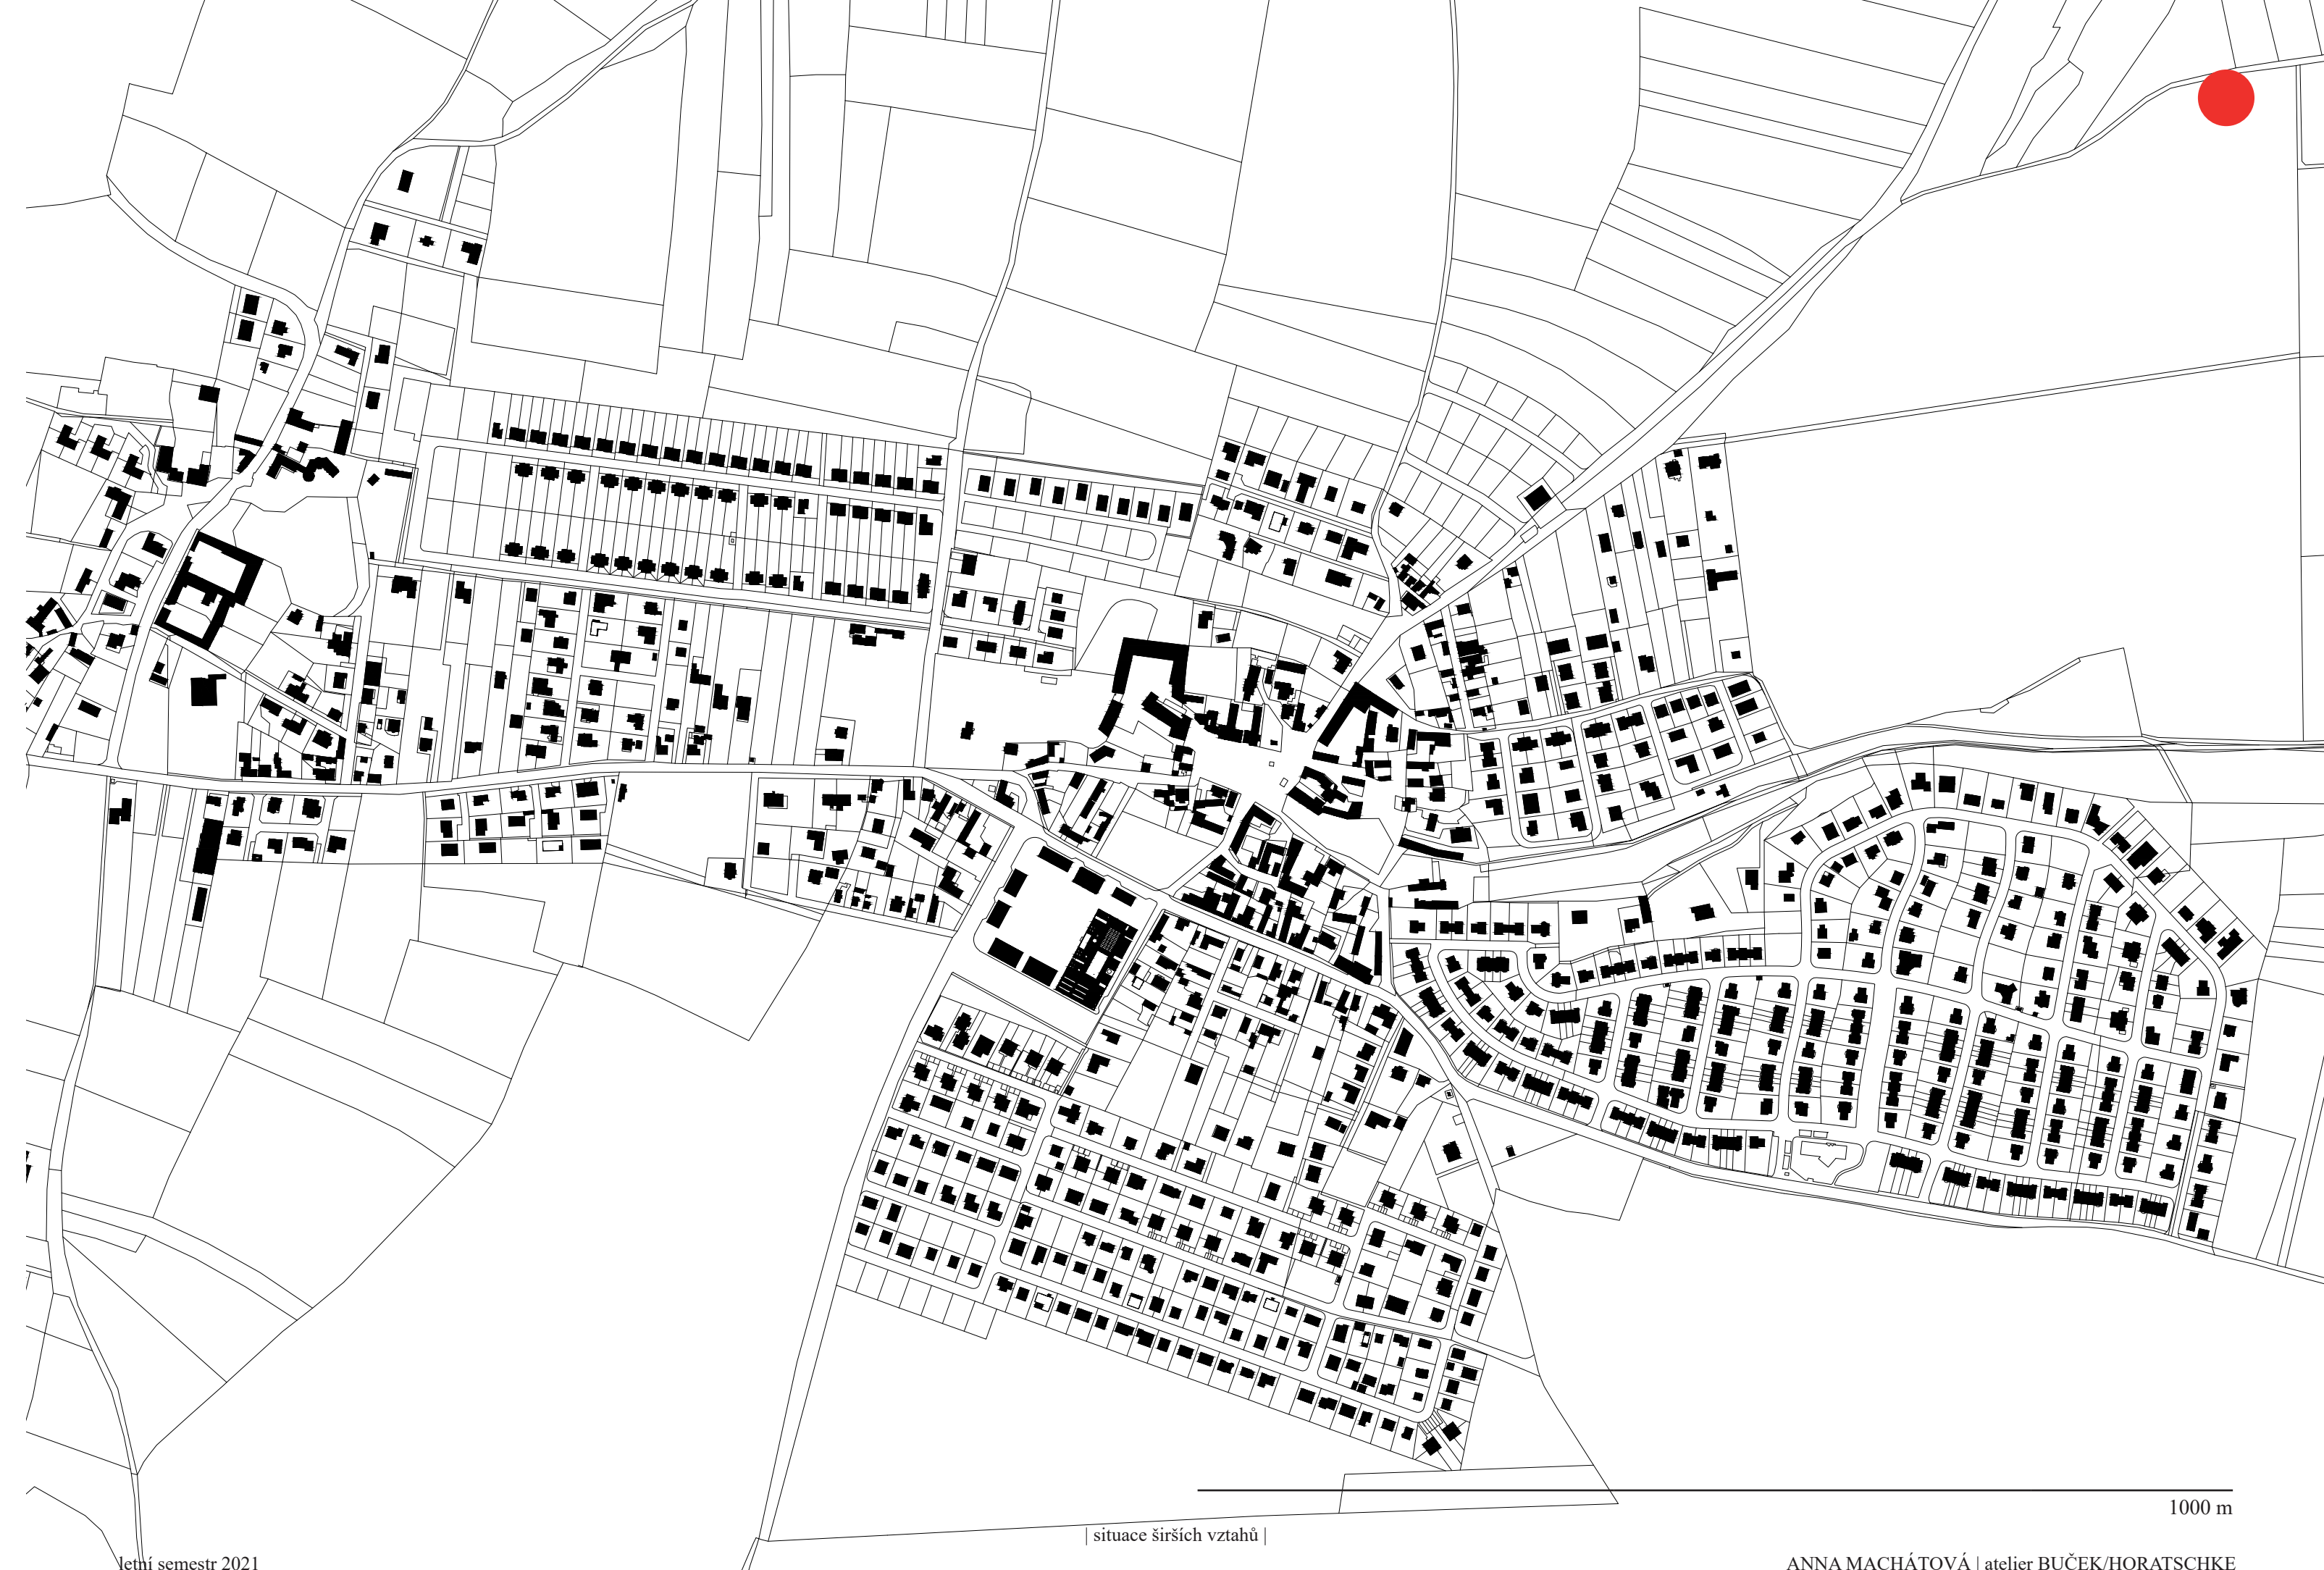 1000 m
| situace širších vztahů |
letní semestr 2021
ANNA MACHÁTOVÁ | atelier BUČEK/HORATSCHKE